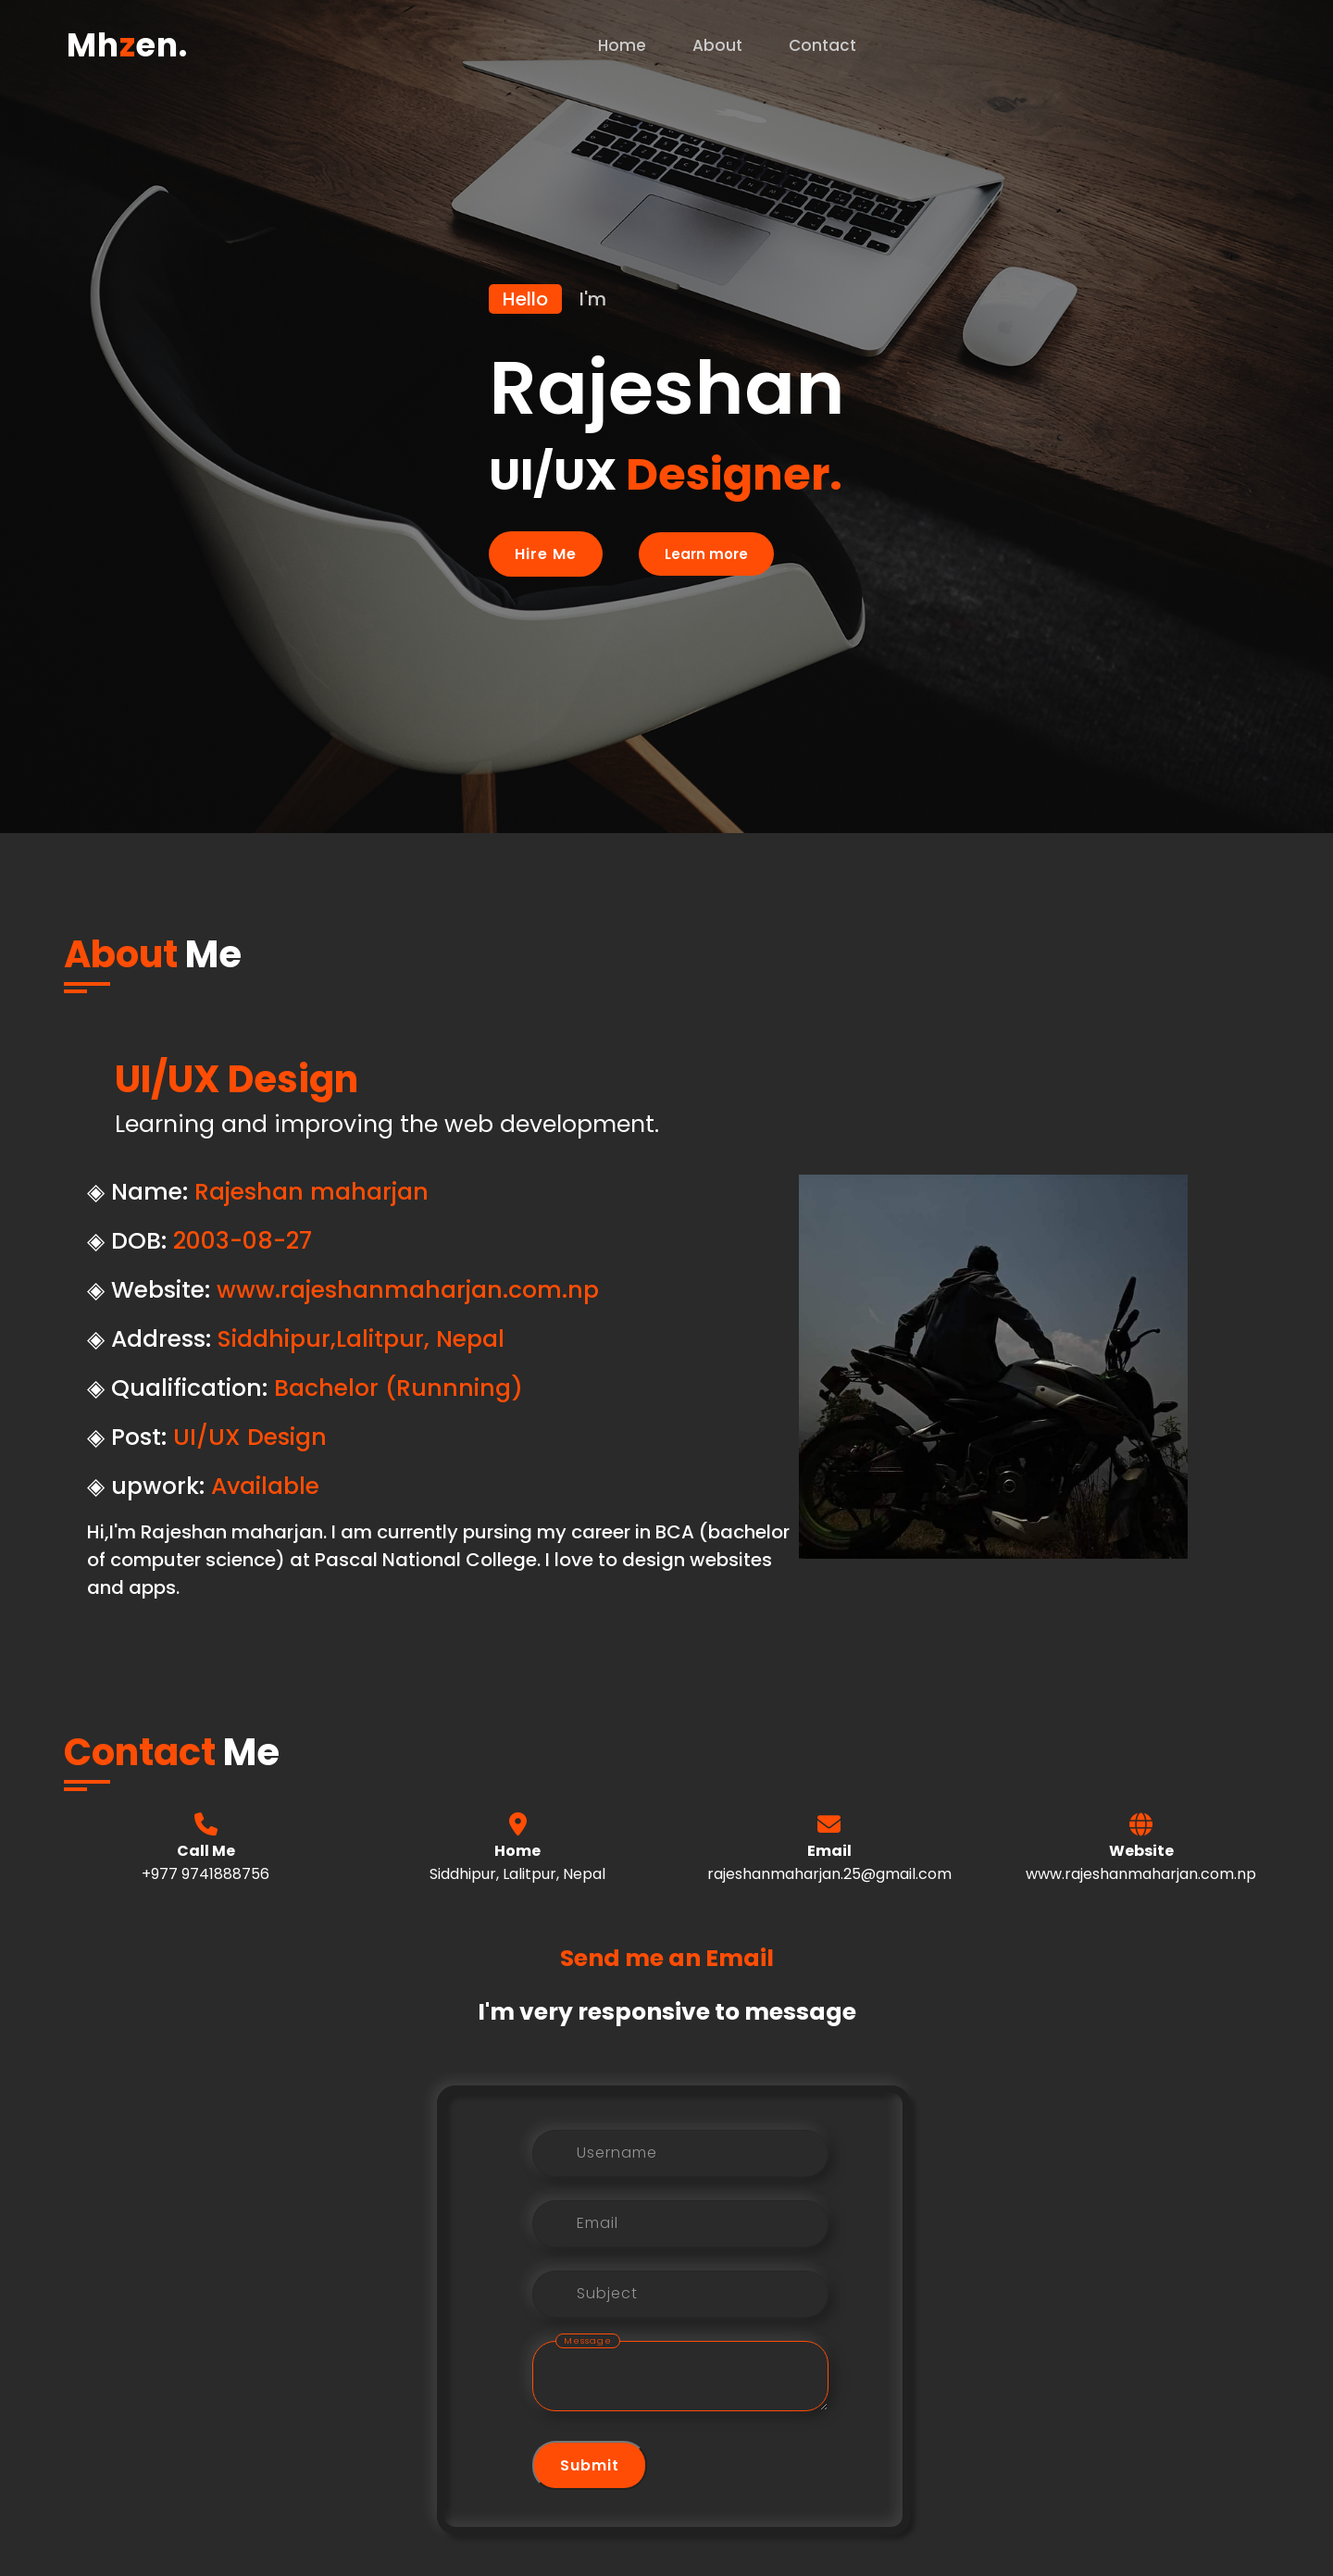 Mhzen.
Home About Contact
Hello I'm
Rajeshan
UI/UX Designer.
Hire Me Learn more
About Me
UI/UX Design
Learning and improving the web development.
◈ Name: Rajeshan maharjan
◈ DOB: 2003-08-27
◈ Website: www.rajeshanmaharjan.com.np
◈ Address: Siddhipur,Lalitpur, Nepal
◈ Qualification: Bachelor (Runnning)
◈ Post: UI/UX Design
◈ upwork: Available
Hi,I'm Rajeshan maharjan. I am currently pursing my career in BCA (bachelor
of computer science) at Pascal National College. I love to design websites
and apps.
Contact Me
Call Me
+977 9741888756
Home
Siddhipur, Lalitpur, Nepal
Email
rajeshanmaharjan.25@gmail.com
Website
www.rajeshanmaharjan.com.np
Send me an Email
I'm very responsive to message
Username
Email
Subject
Message
Submit